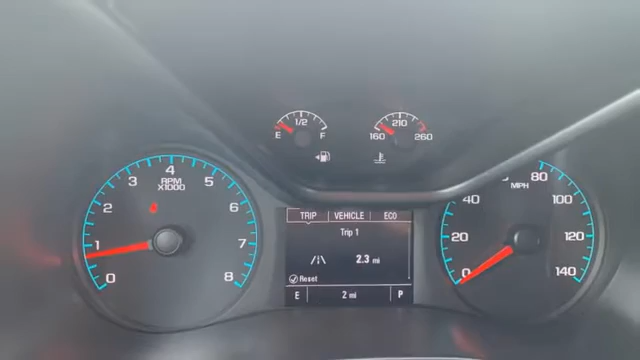 1/2
E F
210
160 260
0 1 2 3 4 5 6 7 8
RPM
X1000
TRIP VEHICLE ECO
Trip 1
2.3 mi
Reset
E 2 mi P
0 20 40 80 100 120 140
MPH